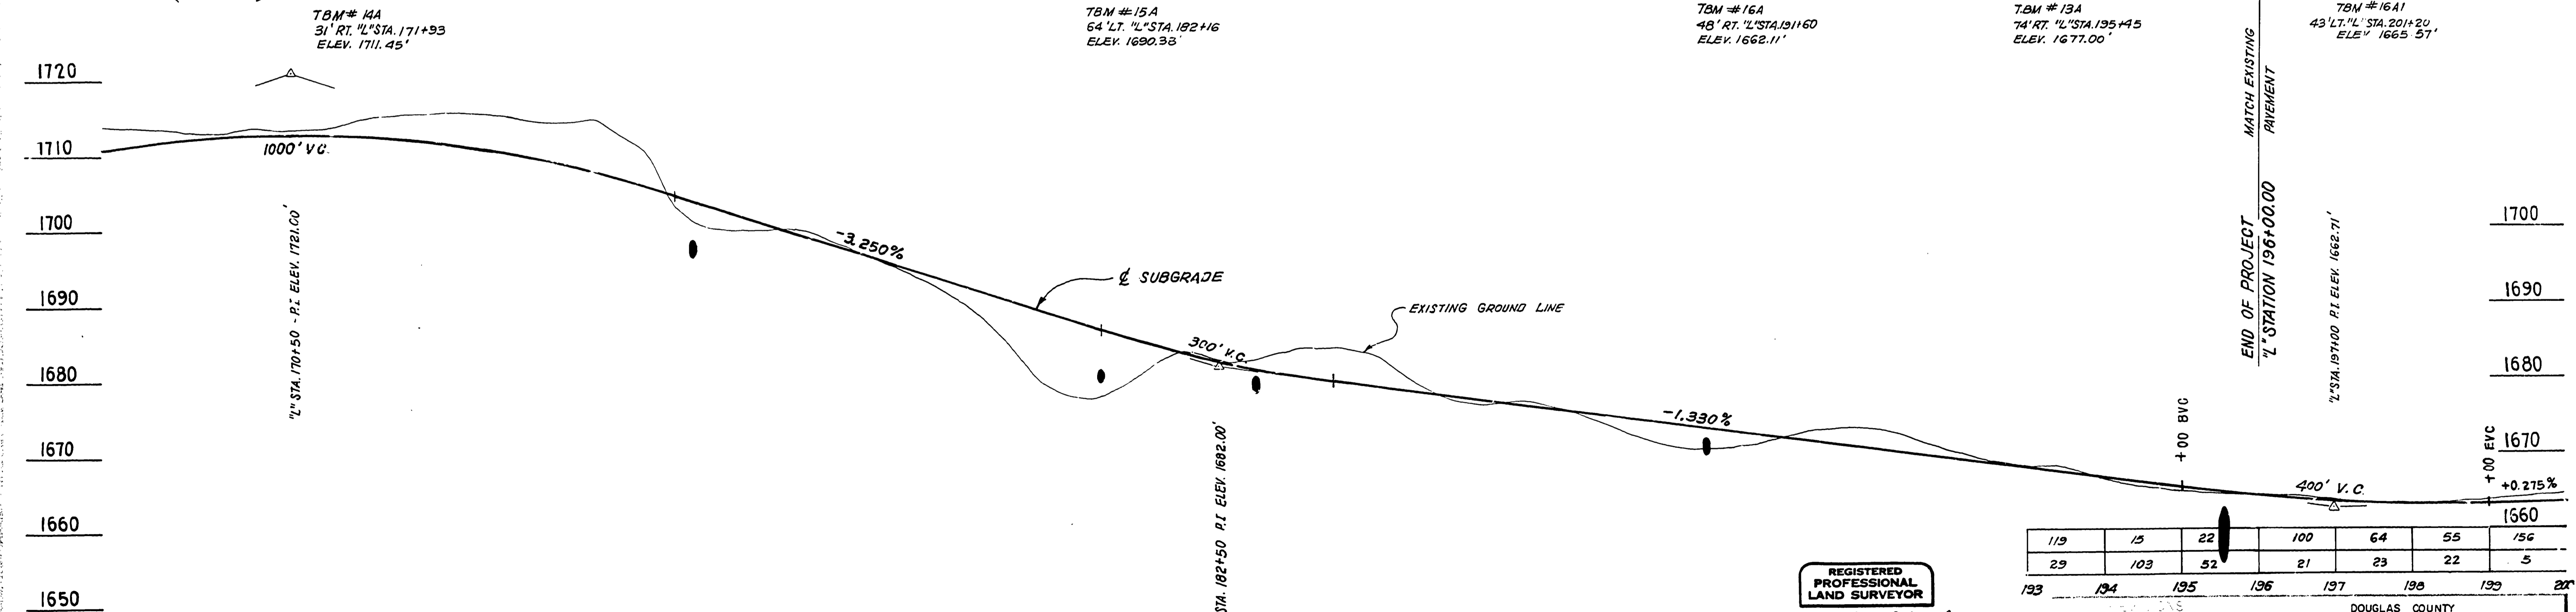 TBM # 14A
31' RT. "L" STA. 171+93
ELEV. 1711.45'
TBM # 15A
64' LT. "L" STA. 182+16
ELEV. 1690.38'
TBM # 16A
48' RT. "L" STA. 191+60
ELEV. 1662.11'
T.B.M # 13A
74' RT. "L" STA. 195+45
ELEV. 1677.00'
TBM # 16A1
43' LT. "L" STA. 201+20
ELEV 1665.57'
1720
1710
1700
1690
1680
1670
1660
1650
1000' V.C.
"L" STA. 170+50 - P.I. ELEV. 1721.00'
-3.250%
℄ SUBGRADE
300' V.C.
STA. 182+50 P.I ELEV. 1682.00'
EXISTING GROUND LINE
-1.330%
MATCH EXISTING
PAVEMENT
END OF PROJECT
"L" STATION 196+00.00
"L" STA. 197+00 P.I. ELEV. 1662.71'
+00 BVC
400' V.C.
+00 EVC
+0.275%
1700
1690
1680
1670
1660
119 15 22 100 64 55 156
29 103 52 21 23 22 5
193 194 195 196 197 198 199
REGISTERED
PROFESSIONAL
LAND SURVEYOR
DOUGLAS COUNTY